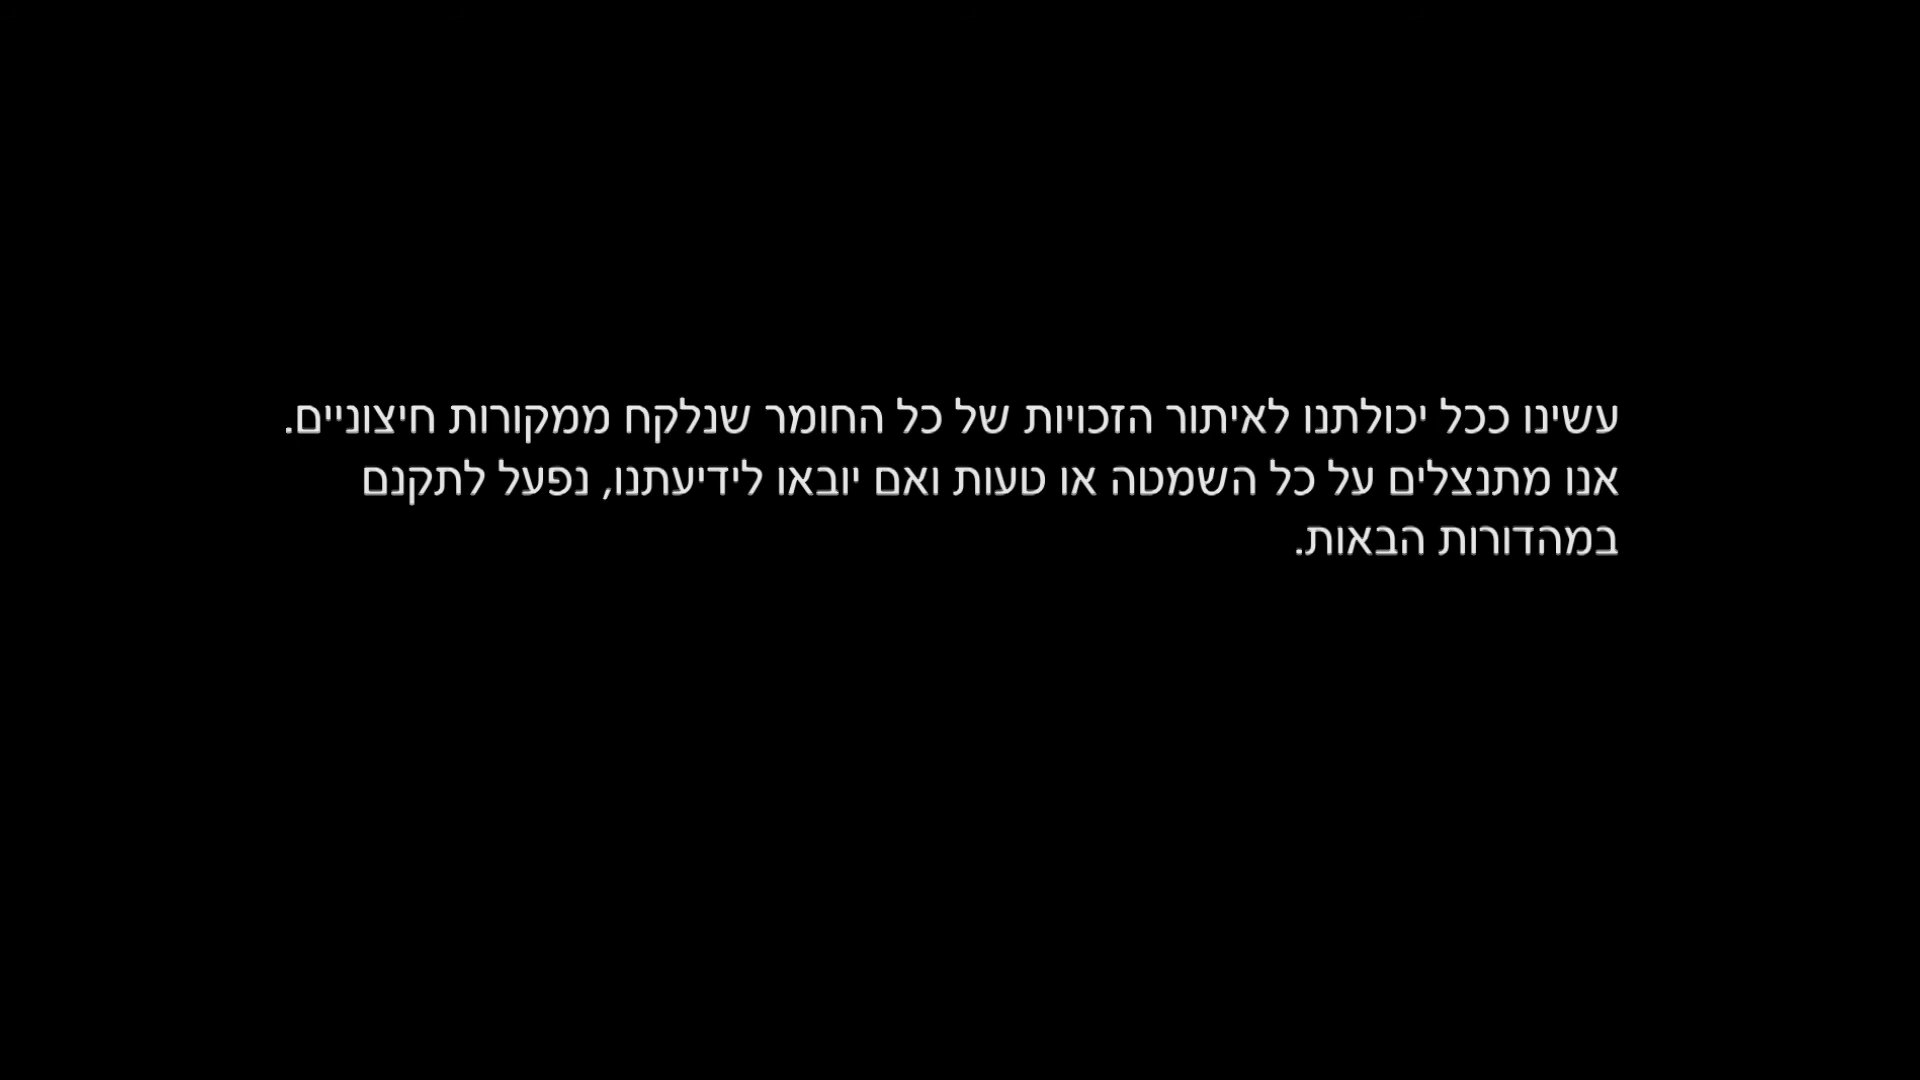 עשינו ככל יכולתנו לאיתור הזכויות של כל החומר שנלקח ממקורות חיצוניים.
אנו מתנצלים על כל השמטה או טעות ואם יובאו לידיעתנו, נפעל לתקנם
במהדורות הבאות.